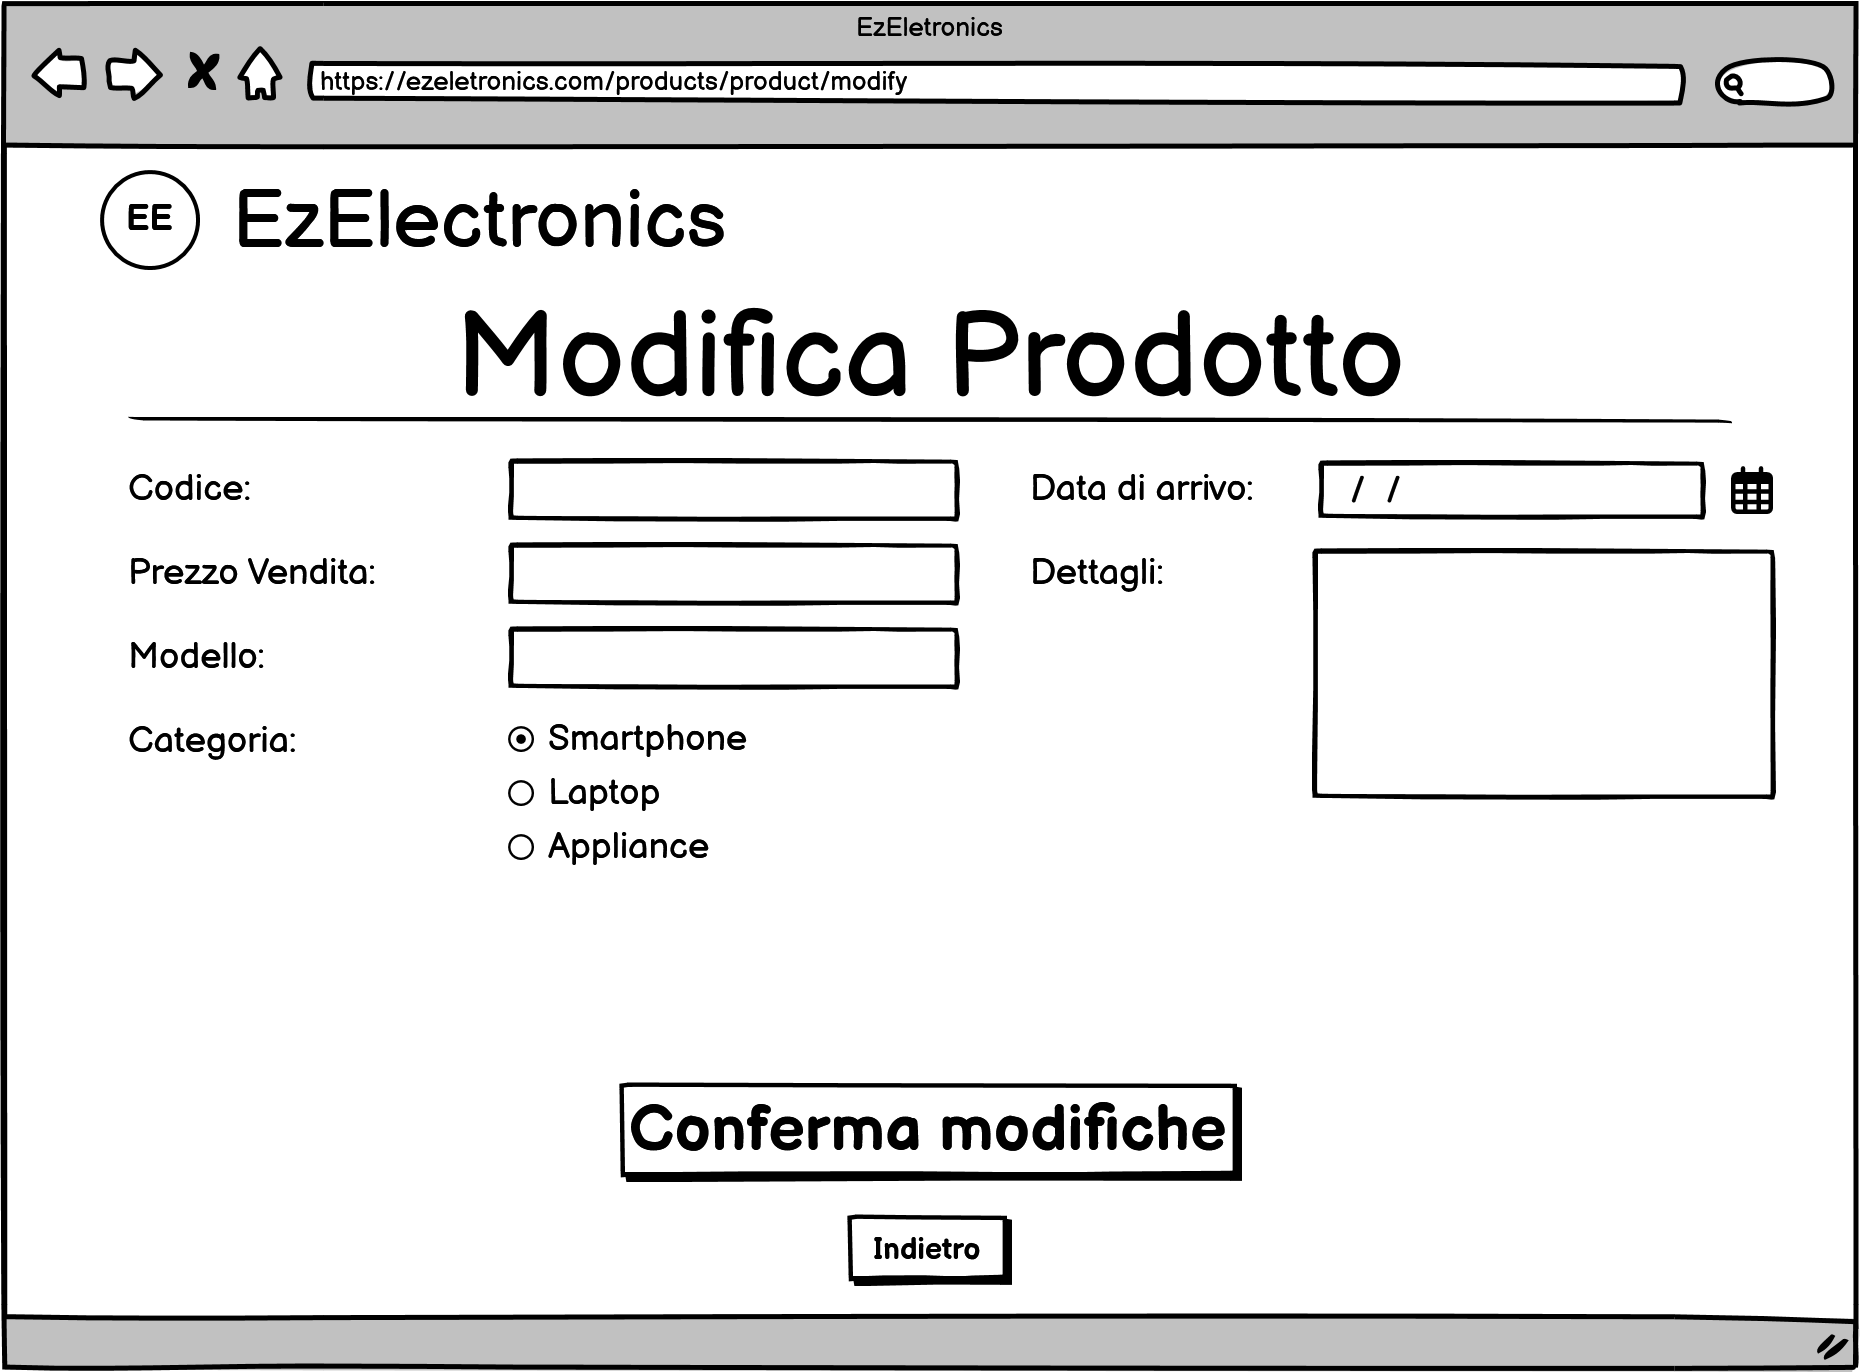 EzEletronics
https://ezeletronics.com/products/product/modify
EE
EzElectronics
Modifica Prodotto
Codice:
Prezzo Vendita:
Modello:
Categoria:
Smartphone
Laptop
Appliance
Data di arrivo:
/ /
Dettagli:
Conferma modifiche
Indietro